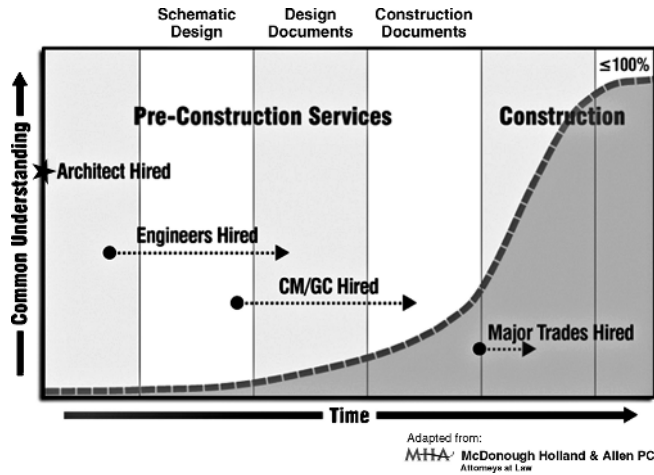 Schematic
Design
Design
Documents
Construction
Documents
≤100%
Pre-Construction Services
Construction
Architect Hired
Engineers Hired
CM/GC Hired
Major Trades Hired
Common Understanding
Time
Adapted from:
MHA McDonough Holland & Allen PC
Attorneys at Law